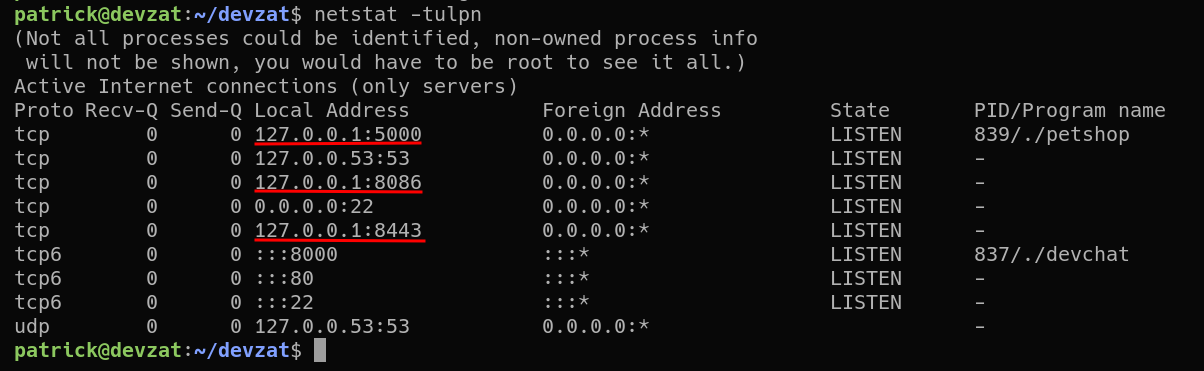 patrick@devzat:~/devzat$ netstat -tulpn
(Not all processes could be identified, non-owned process info
 will not be shown, you would have to be root to see it all.)
Active Internet connections (only servers)
Proto Recv-Q Send-Q Local Address           Foreign Address         State       PID/Program name
tcp        0      0 127.0.0.1:5000          0.0.0.0:*               LISTEN      839/./petshop
tcp        0      0 127.0.0.53:53           0.0.0.0:*               LISTEN      -
tcp        0      0 127.0.0.1:8086          0.0.0.0:*               LISTEN      -
tcp        0      0 0.0.0.0:22              0.0.0.0:*               LISTEN      -
tcp        0      0 127.0.0.1:8443          0.0.0.0:*               LISTEN      -
tcp6       0      0 :::8000                 :::*                    LISTEN      837/./devchat
tcp6       0      0 :::80                   :::*                    LISTEN      -
tcp6       0      0 :::22                   :::*                    LISTEN      -
udp        0      0 127.0.0.53:53           0.0.0.0:*                           -
patrick@devzat:~/devzat$